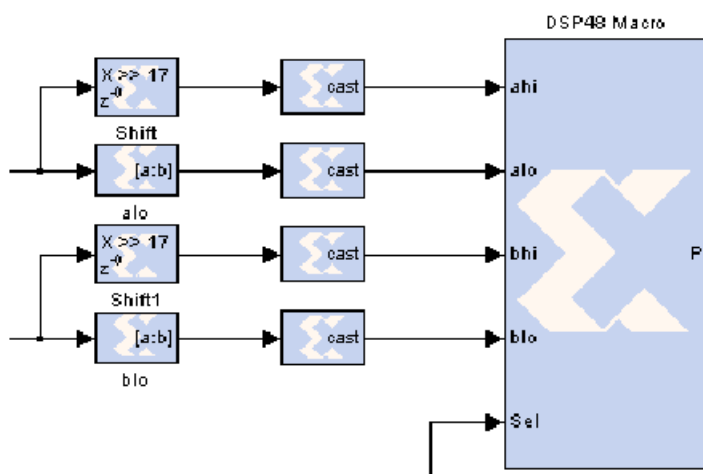 DSP48 Macro
X >> 17
z-0
cast
ahi
Shift
[a:b]
cast
alo
alo
X >> 17
z-0
cast
bhi
P
Shift1
[a:b]
cast
blo
blo
Sel